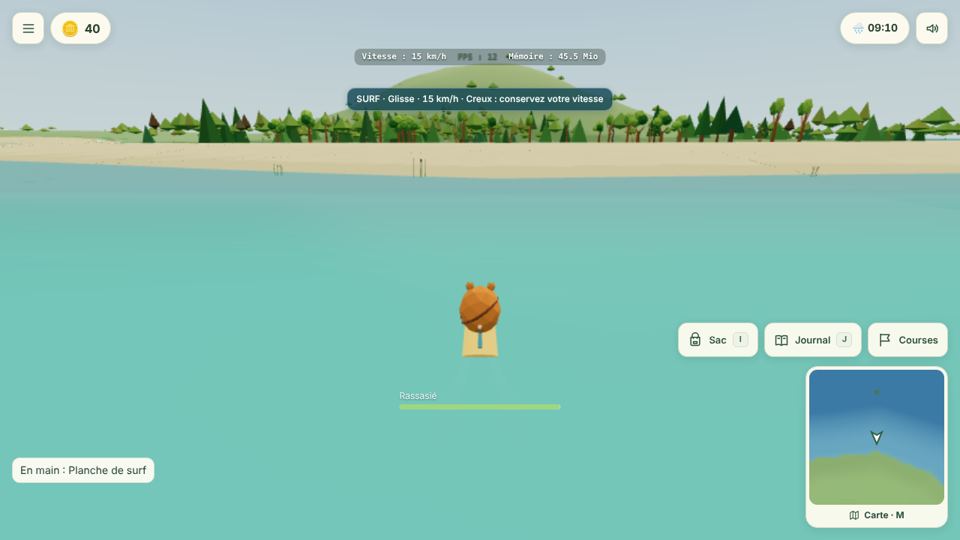 40
09:10
Vitesse : 15 km/h FPS : 12 Mémoire : 45.5 Mio
SURF · Glisse · 15 km/h · Creux : conservez votre vitesse
Sac I
Journal J
Courses
Rassasié
En main : Planche de surf
Carte · M